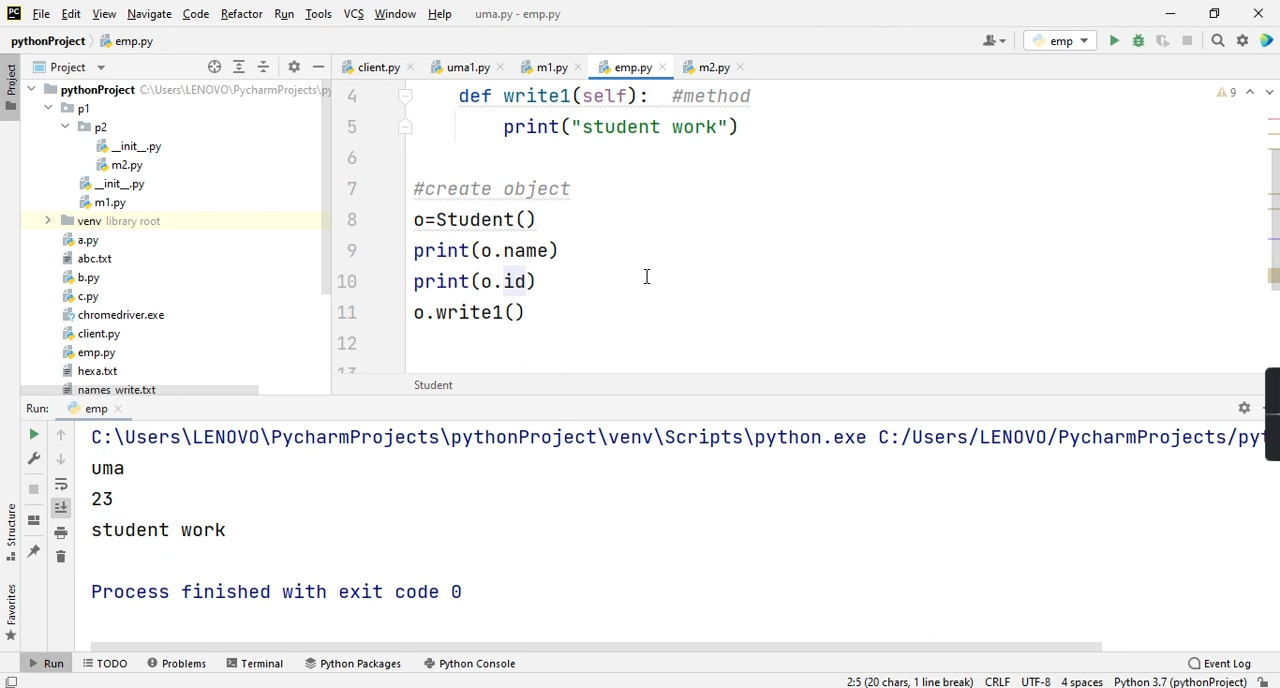 PC File Edit View Navigate Code Refactor Run Tools VCS Window Help uma.py - emp.py
pythonProject emp.py emp
Project Project client.py uma1.py m1.py emp.py m2.py
pythonProject C:\Users\LENOVO\PycharmProjects\py
p1
p2
__init__.py
m2.py
__init__.py
m1.py
venv library root
a.py
abc.txt
b.py
c.py
chromedriver.exe
client.py
emp.py
hexa.txt
names_write.txt
4 def write1(self): #method
9
5 print("student work")
6
7 #create object
8 o=Student()
9 print(o.name)
10 print(o.id)
11 o.write1()
12
13
Student
Run: emp
C:\Users\LENOVO\PycharmProjects\pythonProject\venv\Scripts\python.exe C:/Users/LENOVO/PycharmProjects/pyt
uma
23
student work
Process finished with exit code 0
Structure
Favorites
Run TODO Problems Terminal Python Packages Python Console Event Log
2:5 (20 chars, 1 line break) CRLF UTF-8 4 spaces Python 3.7 (pythonProject)